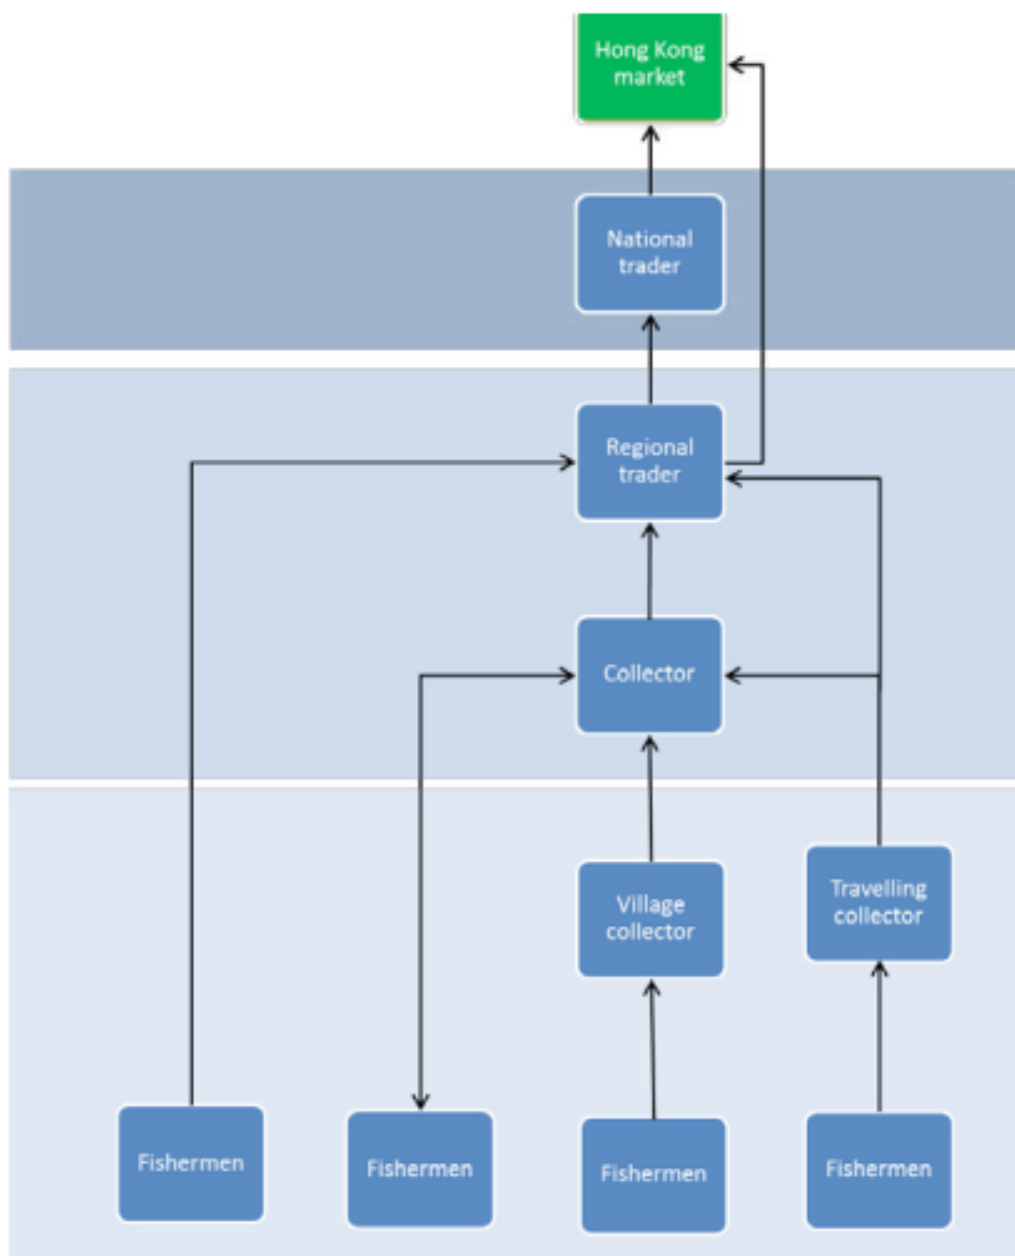 Hong Kong
market
National
trader
Regional
trader
Collector
Village
collector
Travelling
collector
Fishermen
Fishermen
Fishermen
Fishermen